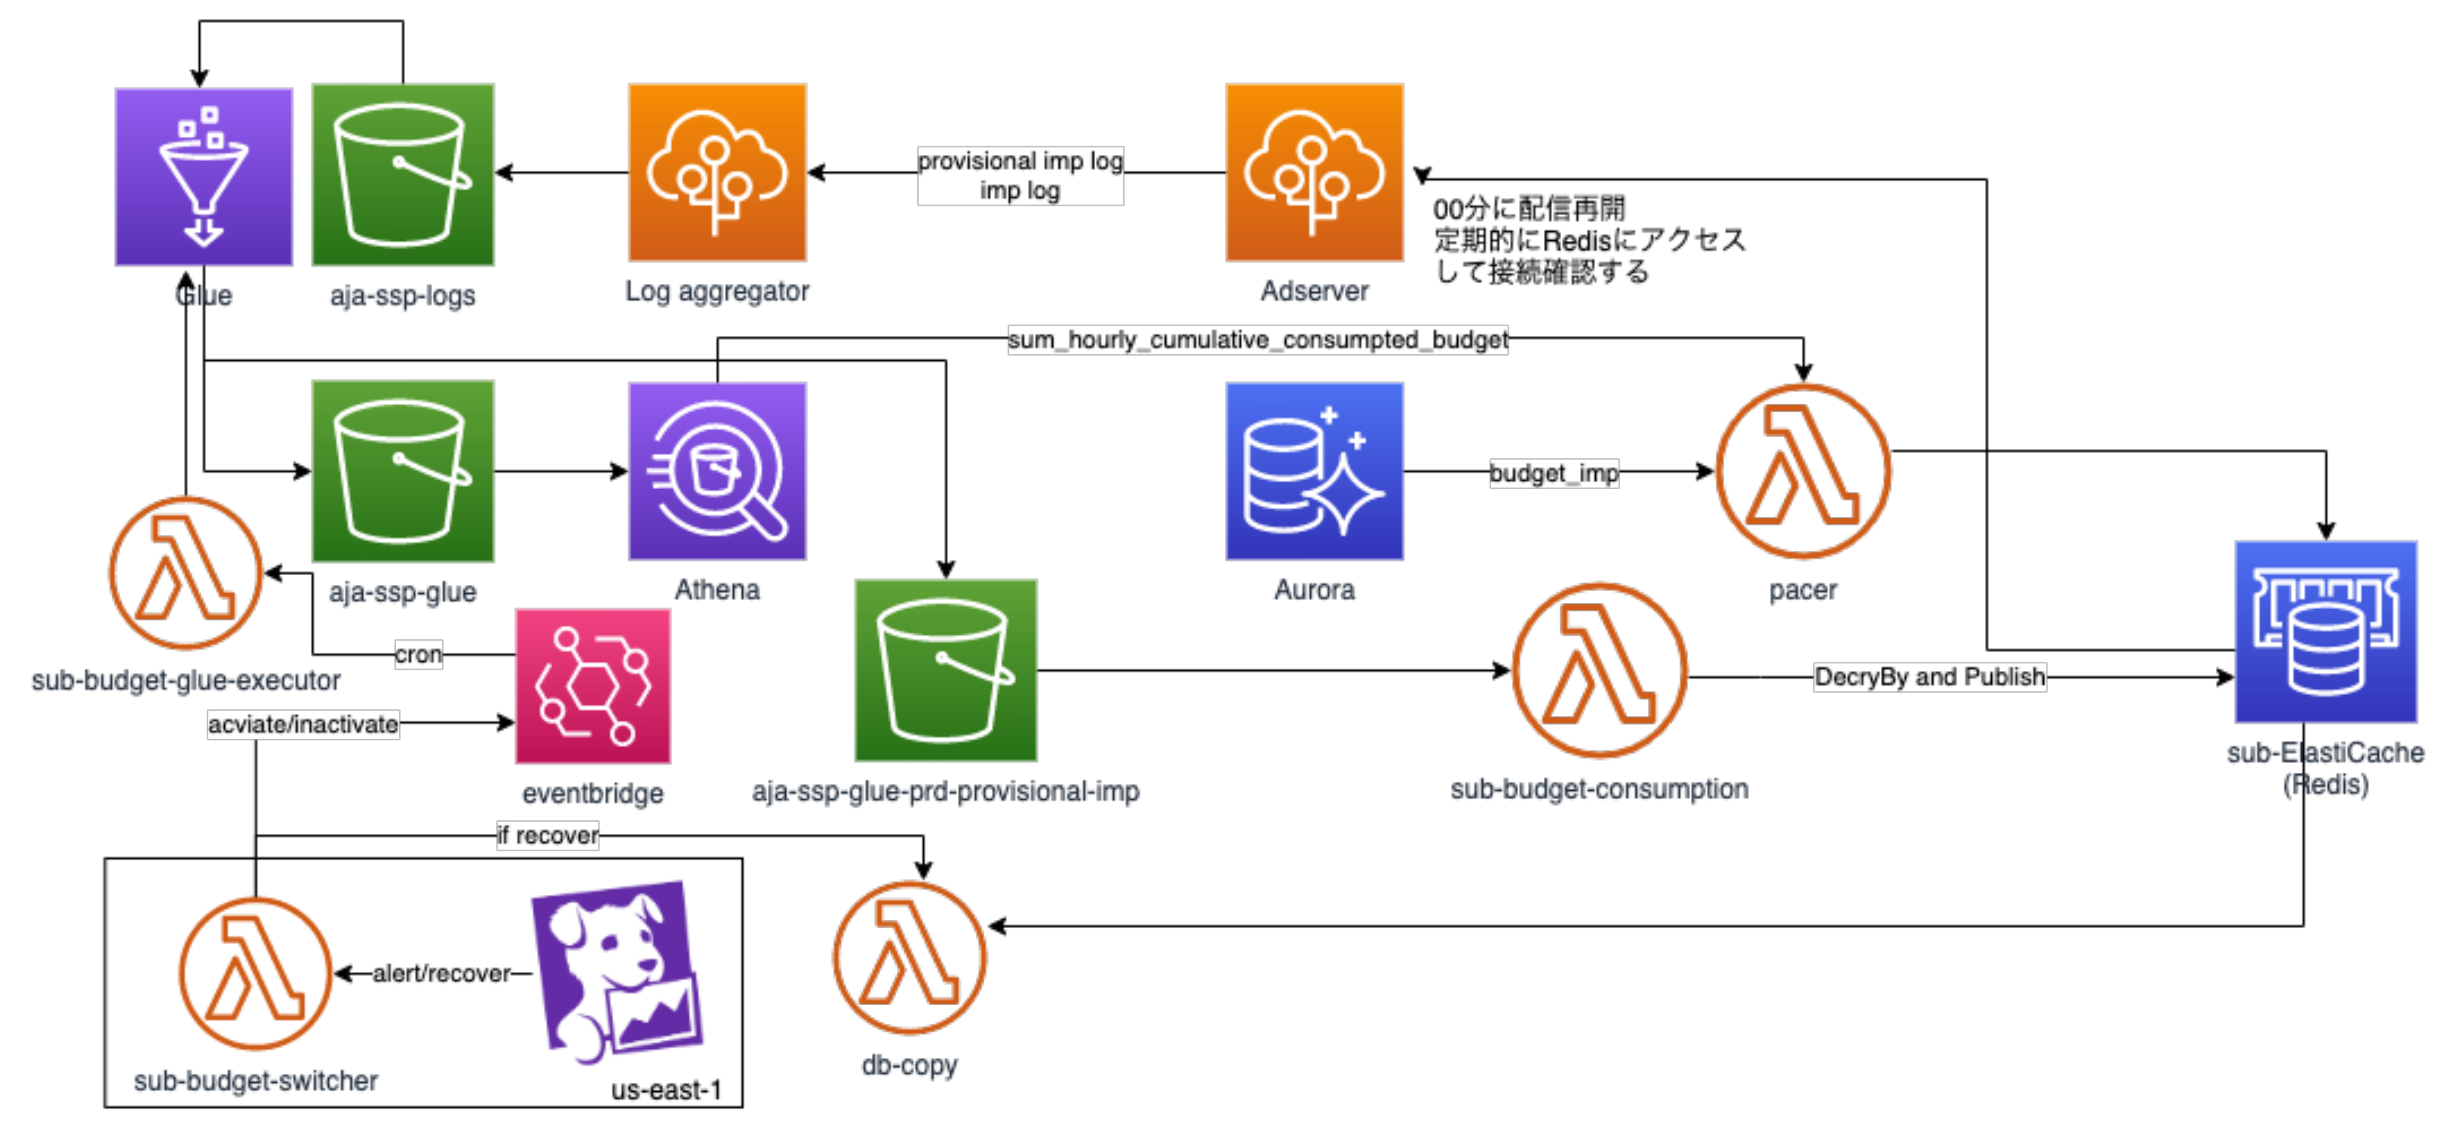 provisional imp log
imp log
00分に配信再開
定期的にRedisにアクセス
して接続確認する
Glue
aja-ssp-logs
Log aggregator
Adserver
sum_hourly_cumulative_consumpted_budget
budget_imp
aja-ssp-glue
Athena
Aurora
pacer
cron
sub-budget-glue-executor
DecryBy and Publish
acviate/inactivate
eventbridge
aja-ssp-glue-prd-provisional-imp
sub-budget-consumption
sub-ElastiCache
(Redis)
if recover
alert/recover
sub-budget-switcher
us-east-1
db-copy